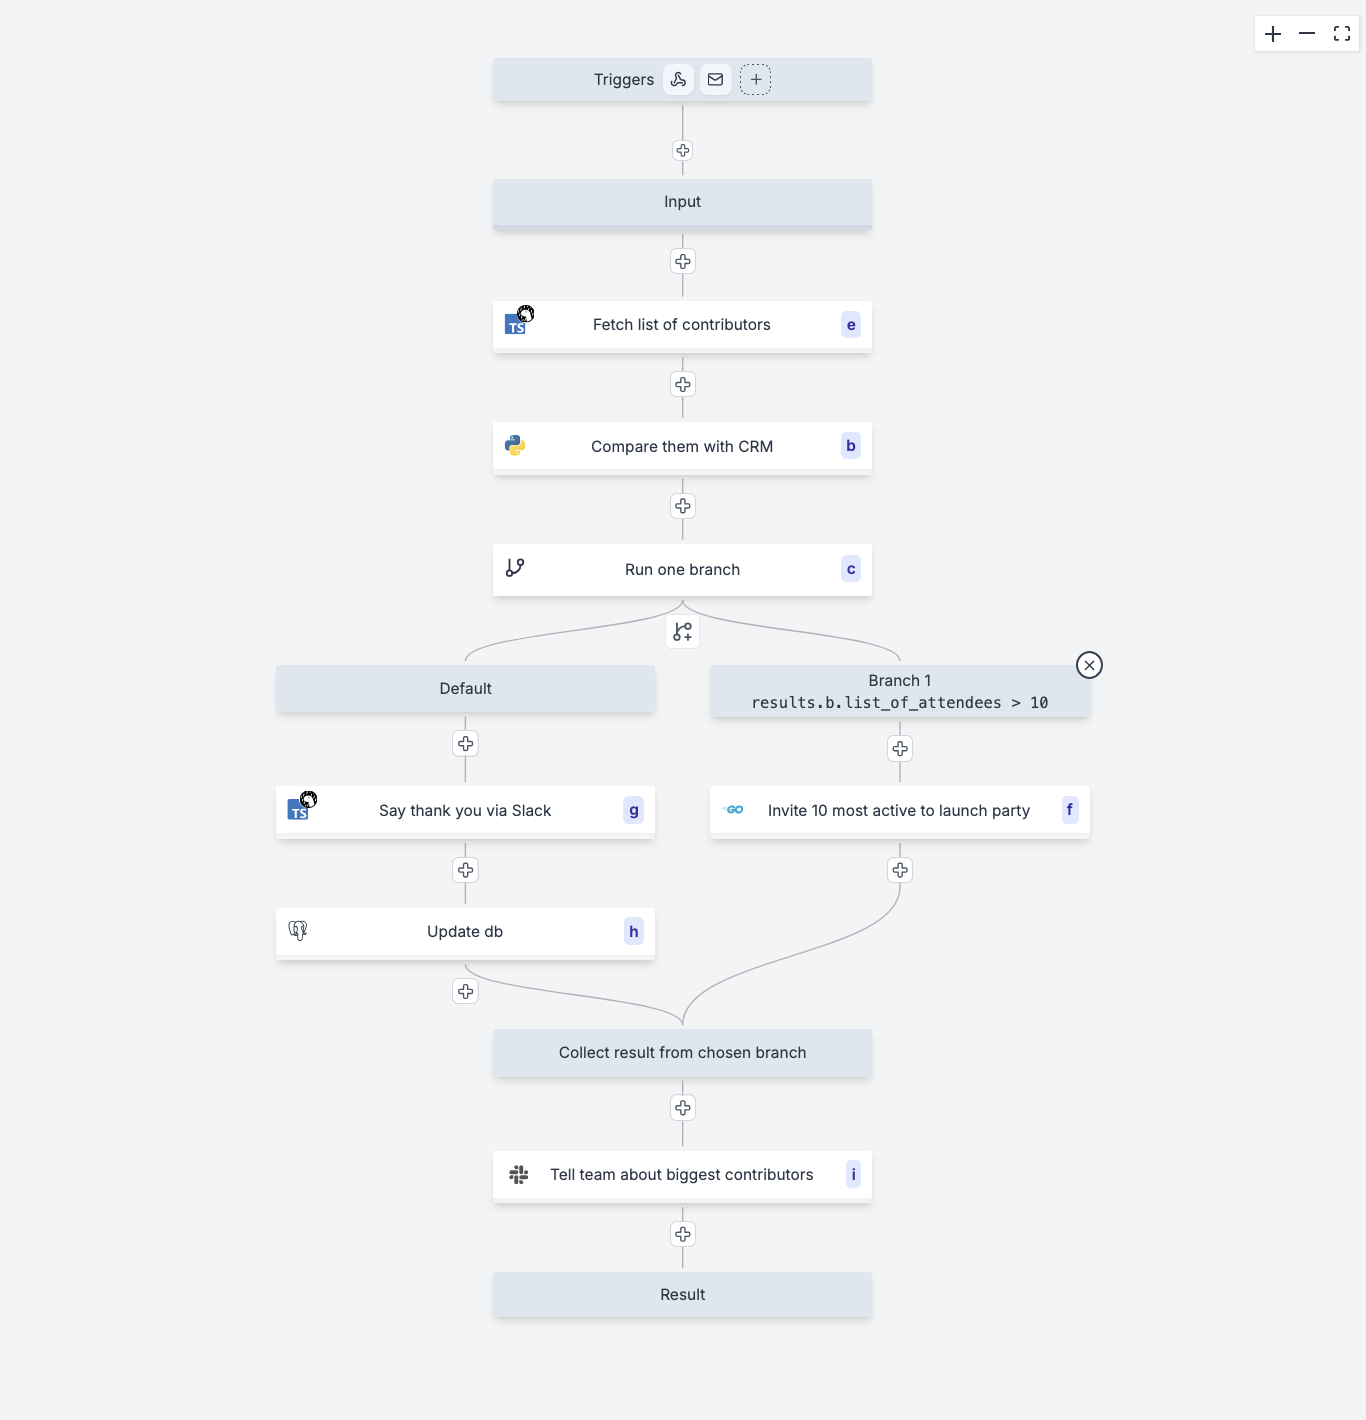 Triggers
Input
TS
Fetch list of contributors
e
Compare them with CRM
b
Run one branch
c
Default
Branch 1
results.b.list_of_attendees > 10
TS
Say thank you via Slack
g
GO
Invite 10 most active to launch party
f
Update db
h
Collect result from chosen branch
Tell team about biggest contributors
i
Result